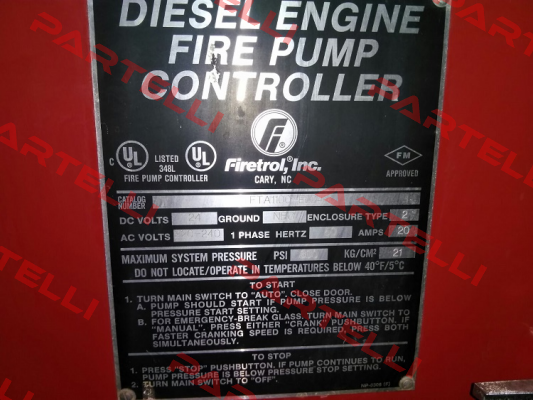 DIESEL ENGINE
FIRE PUMP
CONTROLLER
C UL LISTED UL FM
348L
FIRE PUMP CONTROLLER Firetrol, Inc. APPROVED
CARY, NC
CATALOG
NUMBER
DC VOLTS 24 GROUND ENCLOSURE TYPE 2
AC VOLTS 1 PHASE HERTZ AMPS 20
MAXIMUM SYSTEM PRESSURE PSI KG/CM² 21
DO NOT LOCATE/OPERATE IN TEMPERATURES BELOW 40°F/5°C
TO START
1. TURN MAIN SWITCH TO "AUTO", CLOSE DOOR.
A. PUMP SHOULD START IF PUMP PRESSURE IS BELOW
PRESSURE START SETTING.
B. FOR EMERGENCY-BREAK GLASS. TURN MAIN SWITCH TO
"MANUAL". PRESS EITHER "CRANK" PUSHBUTTON. IF
FASTER CRANKING SPEED IS REQUIRED, PRESS BOTH
SIMULTANEOUSLY.
TO STOP
1. PRESS "STOP" PUSHBUTTON. IF PUMP CONTINUES TO RUN,
PUMP PRESSURE IS BELOW PRESSURE STOP SETTING.
2. TURN MAIN SWITCH TO "OFF".
PARTELLI